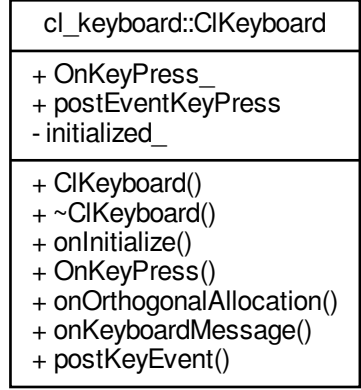 cl_keyboard::ClKeyboard
+ OnKeyPress_
+ postEventKeyPress
- initialized_
+ ClKeyboard()
+ ~ClKeyboard()
+ onInitialize()
+ OnKeyPress()
+ onOrthogonalAllocation()
+ onKeyboardMessage()
+ postKeyEvent()